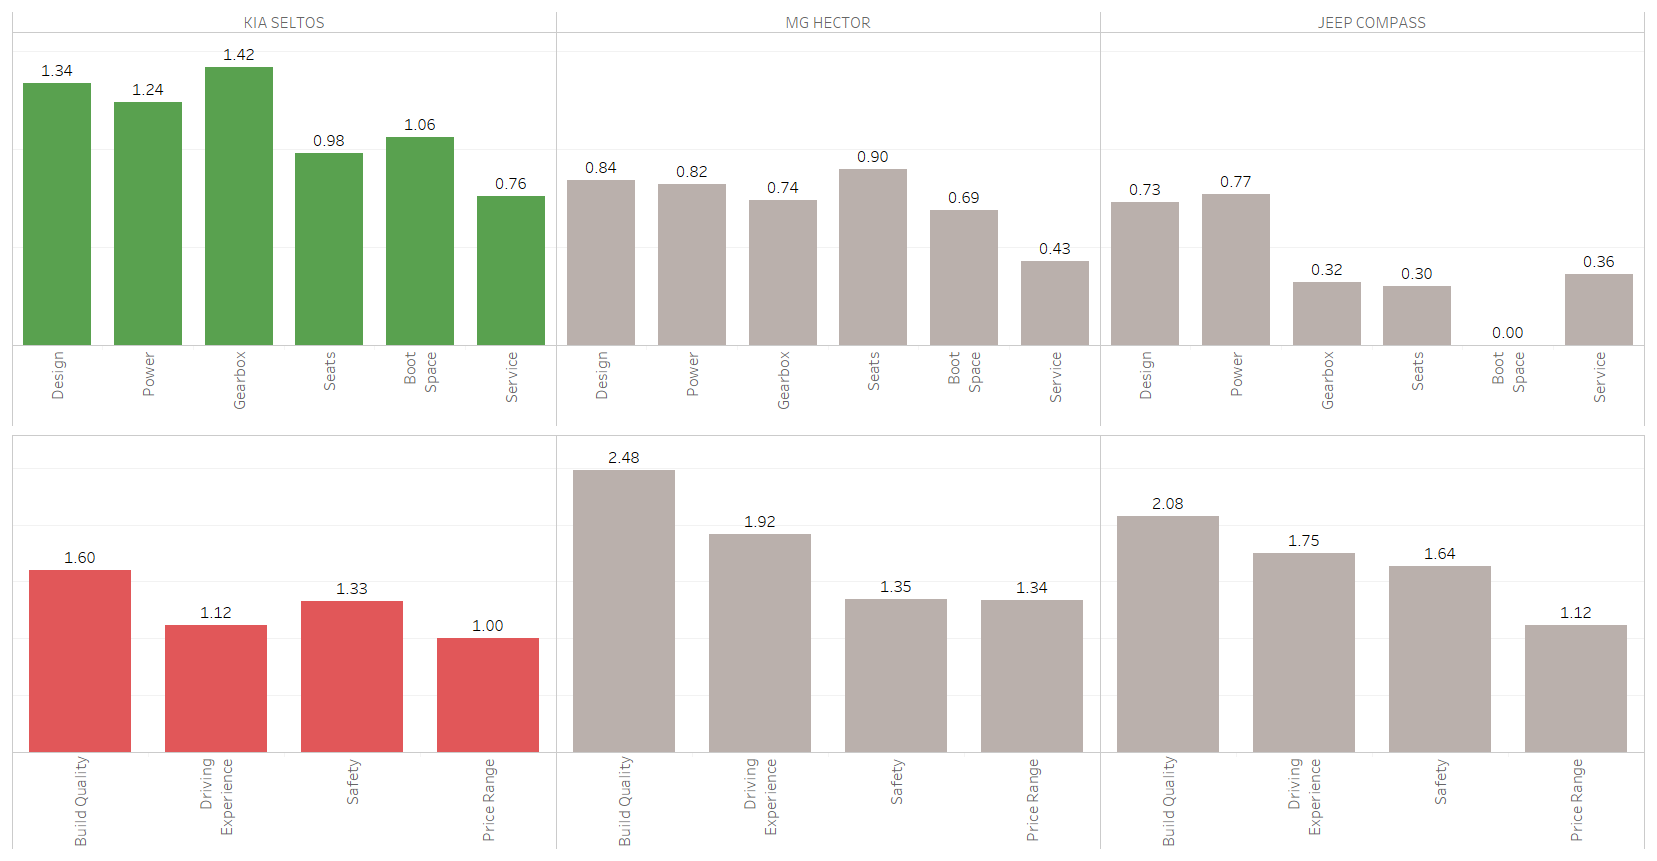 KIA SELTOS
MG HECTOR
JEEP COMPASS
1.34
1.24
1.42
0.98
1.06
0.76
0.84
0.82
0.74
0.90
0.69
0.43
0.73
0.77
0.32
0.30
0.00
0.36
Design
Power
Gearbox
Seats
Boot
Space
Service
Design
Power
Gearbox
Seats
Boot
Space
Service
Design
Power
Gearbox
Seats
Boot
Space
Service
1.60
1.12
1.33
1.00
2.48
1.92
1.35
1.34
2.08
1.75
1.64
1.12
Build Quality
Driving
Experience
Safety
Price Range
Build Quality
Driving
Experience
Safety
Price Range
Build Quality
Driving
Experience
Safety
Price Range